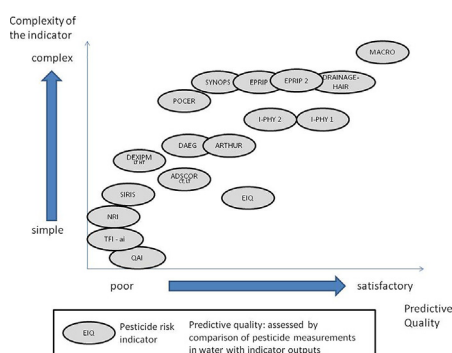 Complexity of
the indicator
complex
MACRO
SYNOPS
EPRIP
EPRIP 2
DRAINAGE-
HAIR
POCER
I-PHY 2
I-PHY 1
DAEG
ARTHUR
DEXIPM
ADSCOR
SIRIS
EIQ
NRI
simple
TFI - ai
QAI
poor
satisfactory
Predictive
Quality
EIQ
Pesticide risk
indicator
Predictive quality: assessed by
comparison of pesticide measurements
in water with indicator outputs